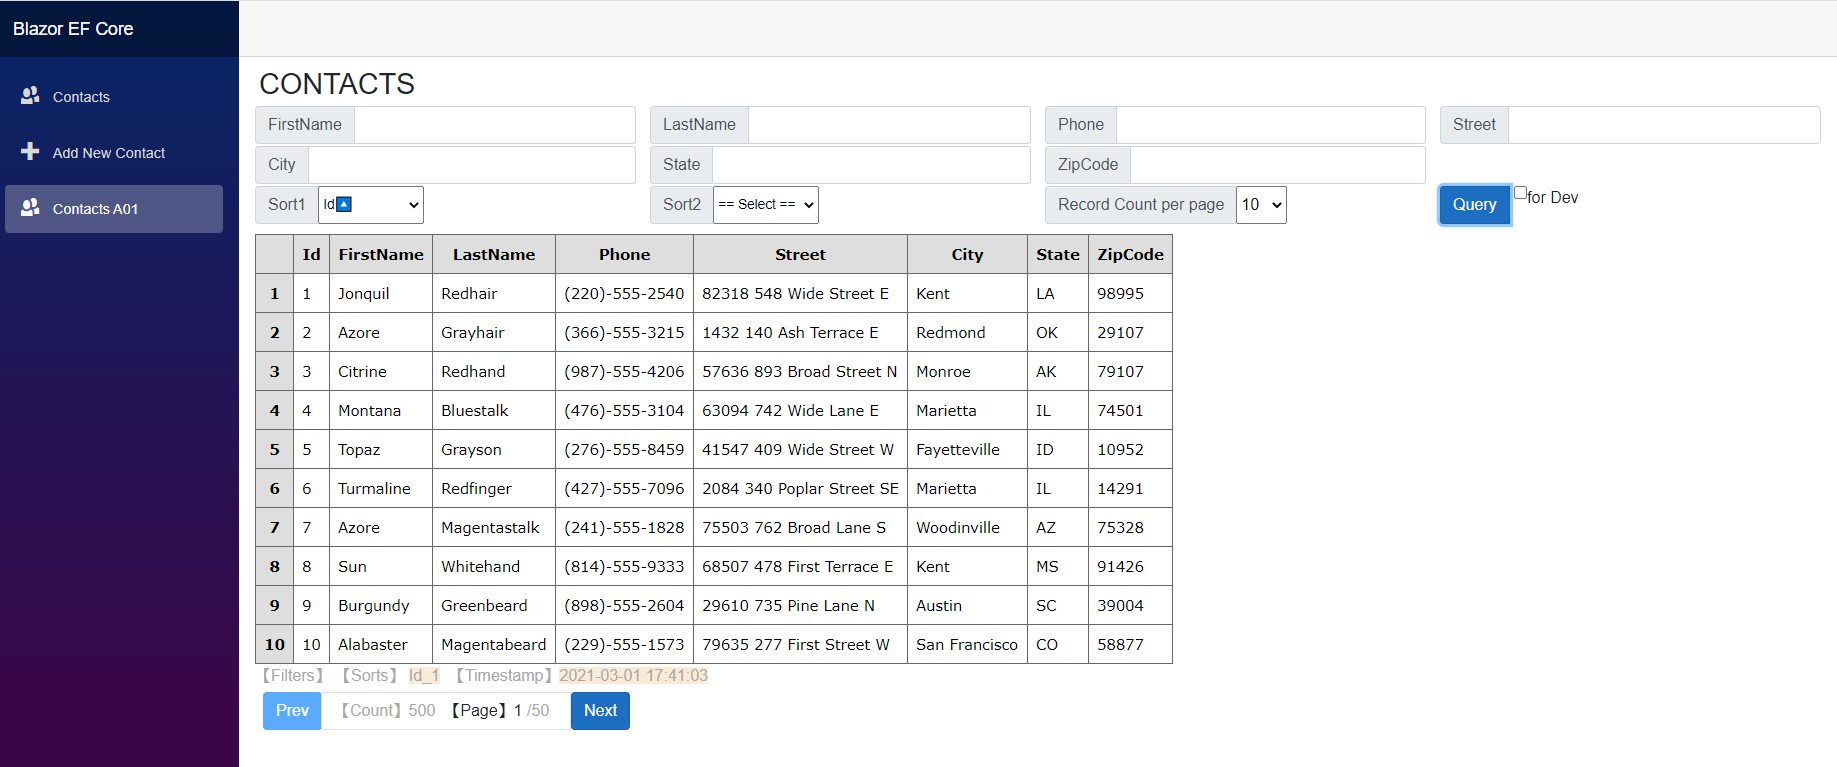 Blazor EF Core
Contacts
Add New Contact
Contacts A01
CONTACTS
FirstName LastName Phone Street
City State ZipCode
Sort1 Id🔼 Sort2 == Select == Record Count per page 10 Query for Dev
Id FirstName LastName Phone Street City State ZipCode
1 1 Jonquil Redhair (220)-555-2540 82318 548 Wide Street E Kent LA 98995
2 2 Azore Grayhair (366)-555-3215 1432 140 Ash Terrace E Redmond OK 29107
3 3 Citrine Redhand (987)-555-4206 57636 893 Broad Street N Monroe AK 79107
4 4 Montana Bluestalk (476)-555-3104 63094 742 Wide Lane E Marietta IL 74501
5 5 Topaz Grayson (276)-555-8459 41547 409 Wide Street W Fayetteville ID 10952
6 6 Turmaline Redfinger (427)-555-7096 2084 340 Poplar Street SE Marietta IL 14291
7 7 Azore Magentastalk (241)-555-1828 75503 762 Broad Lane S Woodinville AZ 75328
8 8 Sun Whitehand (814)-555-9333 68507 478 First Terrace E Kent MS 91426
9 9 Burgundy Greenbeard (898)-555-2604 29610 735 Pine Lane N Austin SC 39004
10 10 Alabaster Magentabeard (229)-555-1573 79635 277 First Street W San Francisco CO 58877
【Filters】 【Sorts】 Id_1 【Timestamp】2021-03-01 17:41:03
Prev 【Count】500 【Page】1 /50 Next